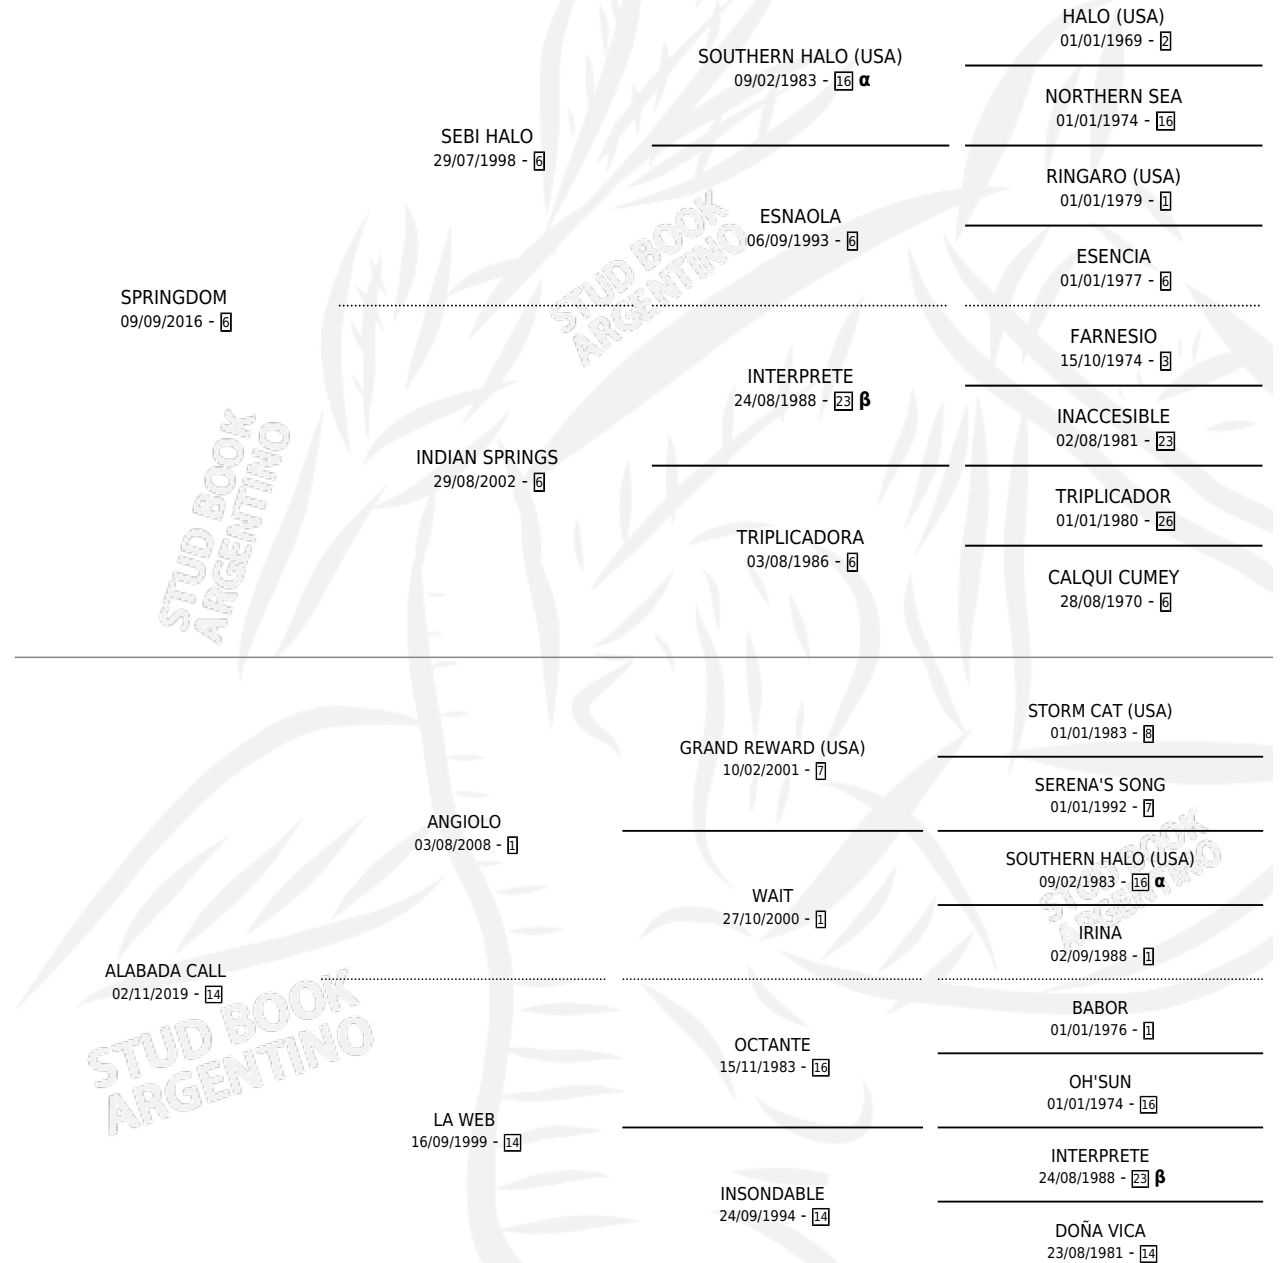 HALO (USA)
01/01/1969 - 2
SOUTHERN HALO (USA)
09/02/1983 - 16 α
NORTHERN SEA
01/01/1974 - 16
SEBI HALO
29/07/1998 - 6
RINGARO (USA)
01/01/1979 - 1
ESNAOLA
06/09/1993 - 6
ESENCIA
01/01/1977 - 6
SPRINGDOM
09/09/2016 - 6
FARNESIO
15/10/1974 - 3
INTERPRETE
24/08/1988 - 23 β
INACCESIBLE
02/08/1981 - 23
INDIAN SPRINGS
29/08/2002 - 6
TRIPLICADOR
01/01/1980 - 26
TRIPLICADORA
03/08/1986 - 6
CALQUI CUMEY
28/08/1970 - 6
STORM CAT (USA)
01/01/1983 - 8
GRAND REWARD (USA)
10/02/2001 - 7
SERENA'S SONG
01/01/1992 - 7
ANGIOLO
03/08/2008 - 1
SOUTHERN HALO (USA)
09/02/1983 - 16 α
WAIT
27/10/2000 - 1
IRINA
02/09/1988 - 1
ALABADA CALL
02/11/2019 - 14
BABOR
01/01/1976 - 1
OCTANTE
15/11/1983 - 16
OH'SUN
01/01/1974 - 16
LA WEB
16/09/1999 - 14
INTERPRETE
24/08/1988 - 23 β
INSONDABLE
24/09/1994 - 14
DOÑA VICA
23/08/1981 - 14
STUD BOOK
ARGENTINO
STUD BOOK
ARGENTINO
STUD BOOK
ARGENTINO
STUD BOOK
ARGENTINO